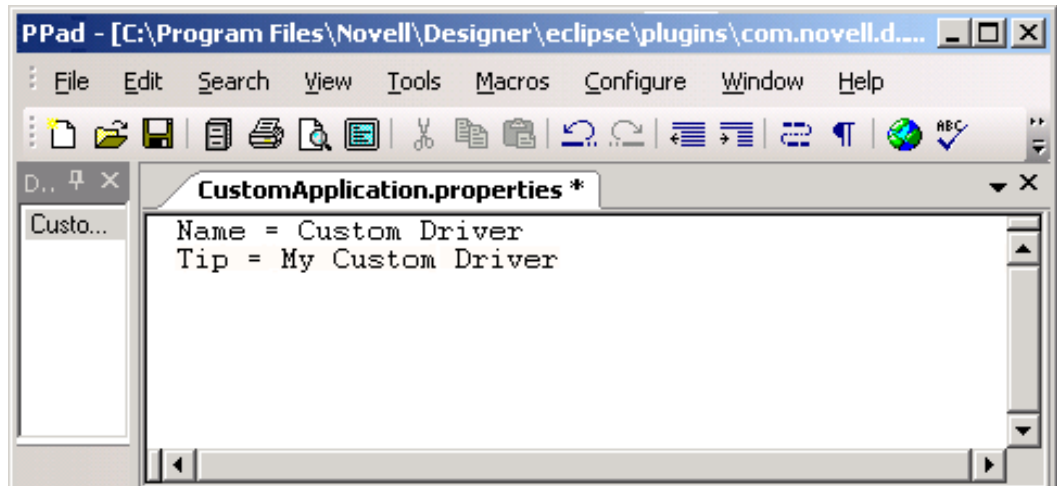 PPad - [C:\Program Files\Novell\Designer\eclipse\plugins\com.novell.d....
File Edit Search View Tools Macros Configure Window Help
ABC
D..
CustomApplication.properties *
Custo...
Name = Custom Driver
Tip = My Custom Driver